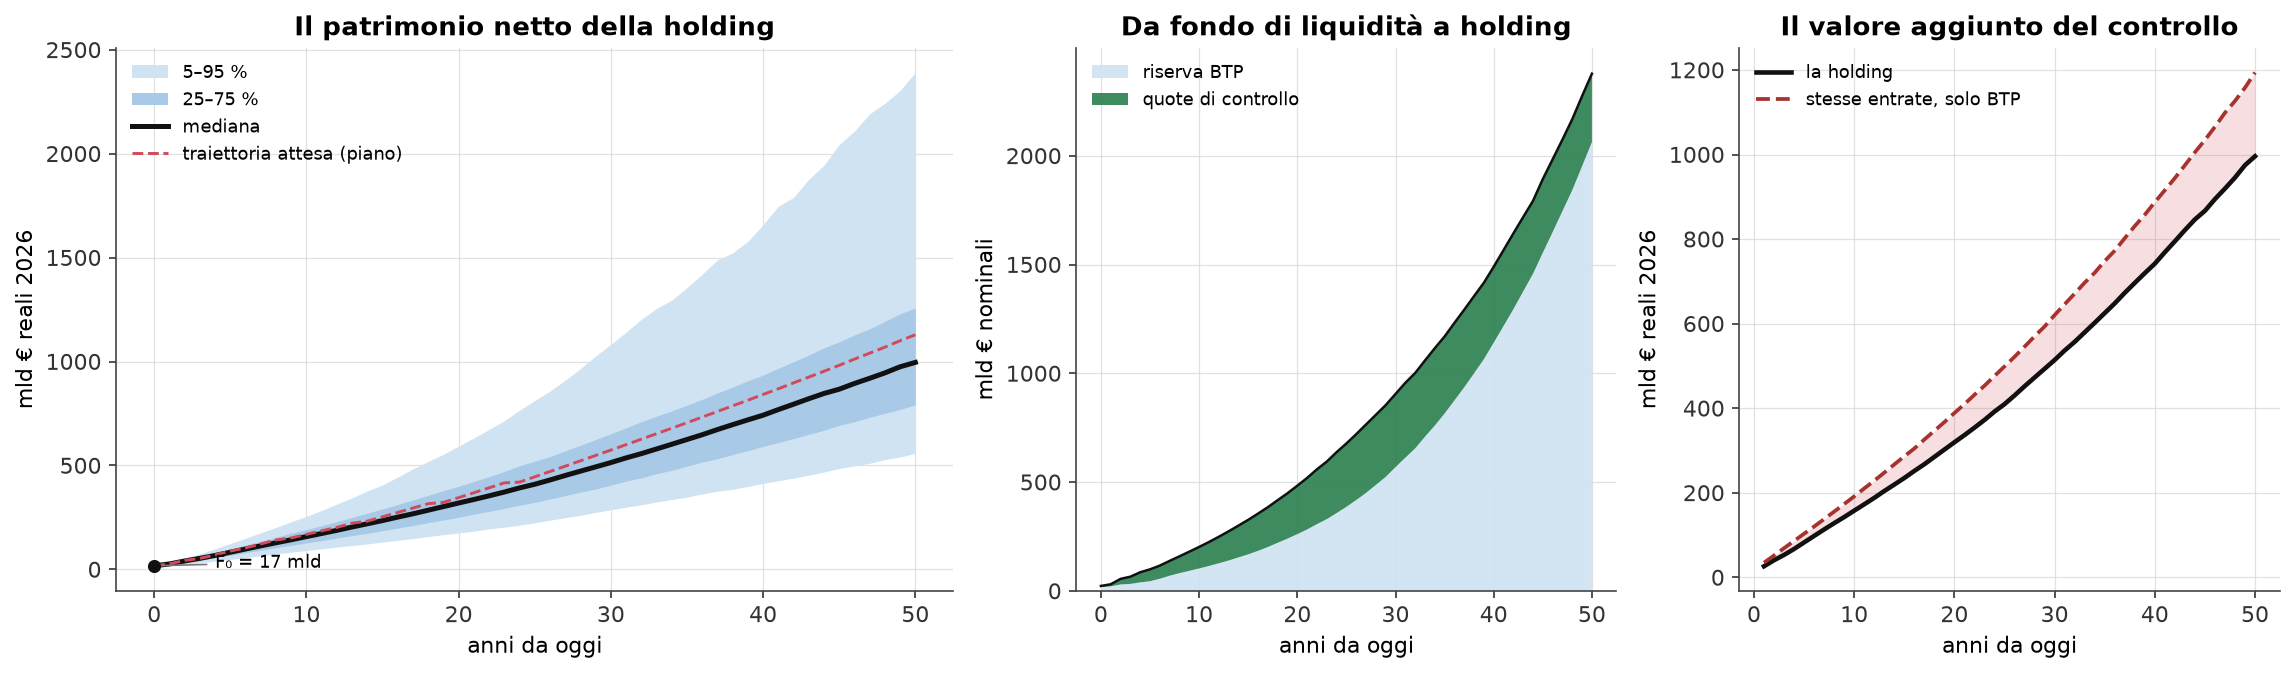 Il patrimonio netto della holding
2500
2000
1500
1000
500
0
mld € reali 2026
5–95 %
25–75 %
mediana
traiettoria attesa (piano)
F₀ = 17 mld
0 10 20 30 40 50
anni da oggi
Da fondo di liquidità a holding
2000
1500
1000
500
0
mld € nominali
riserva BTP
quote di controllo
0 10 20 30 40 50
anni da oggi
Il valore aggiunto del controllo
1200
1000
800
600
400
200
0
mld € reali 2026
la holding
stesse entrate, solo BTP
0 10 20 30 40 50
anni da oggi